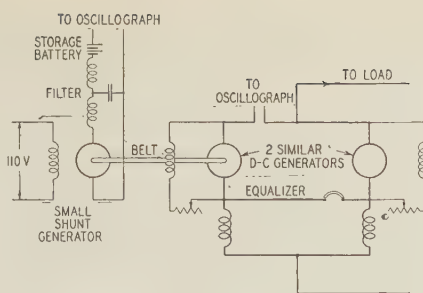 TO OSCILLOGRAPH
STORAGE
BATTERY
FILTER
110 V
SMALL
SHUNT
GENERATOR
BELT
TO
OSCILLOGRAPH
TO LOAD
2 SIMILAR
D-C GENERATORS
EQUALIZER